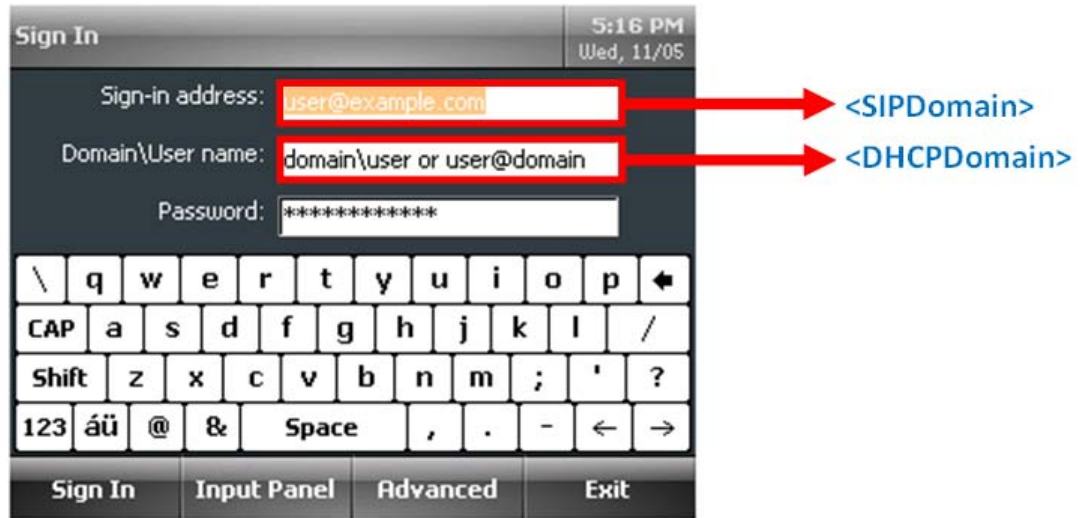 Sign In
5:16 PM
Wed, 11/05
Sign-in address: user@example.com
<SIPDomain>
Domain\User name: domain\user or user@domain
<DHCPDomain>
Password: ************
\ q w e r t y u i o p 🡸
CAP a s d f g h j k l /
Shift z x c v b n m ; ' ?
123 áü @ & Space , . - ← →
Sign In Input Panel Advanced Exit